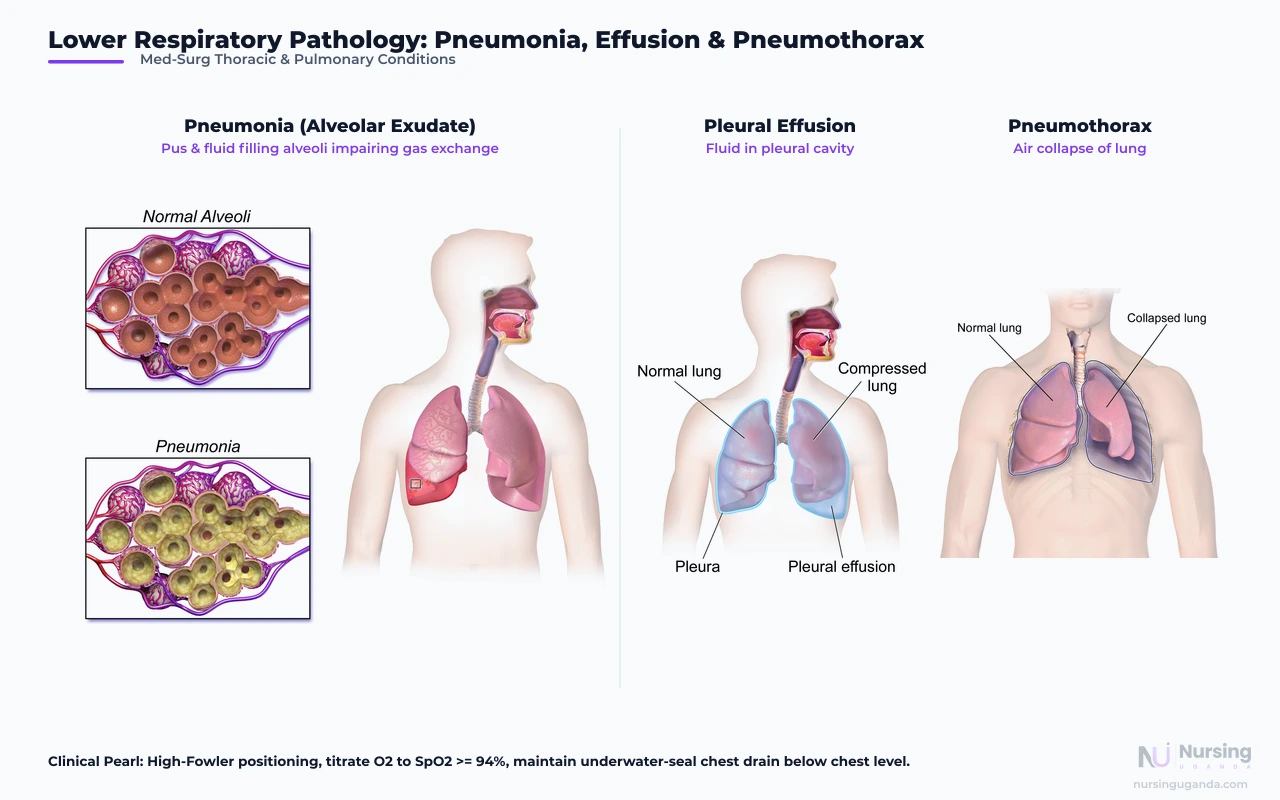 Lower Respiratory Pathology: Pneumonia, Effusion & Pneumothorax
Med-Surg Thoracic & Pulmonary Conditions
Pneumonia (Alveolar Exudate)
Pus & fluid filling alveoli impairing gas exchange
Normal Alveoli
Pneumonia
Pleural Effusion
Fluid in pleural cavity
Normal lung
Compressed
lung
Pleura
Pleural effusion
Pneumothorax
Air collapse of lung
Normal lung
Collapsed lung
Clinical Pearl: High-Fowler positioning, titrate O2 to SpO2 >= 94%, maintain underwater-seal chest drain below chest level.
NU Nursing
UGANDA
nursinguganda.com